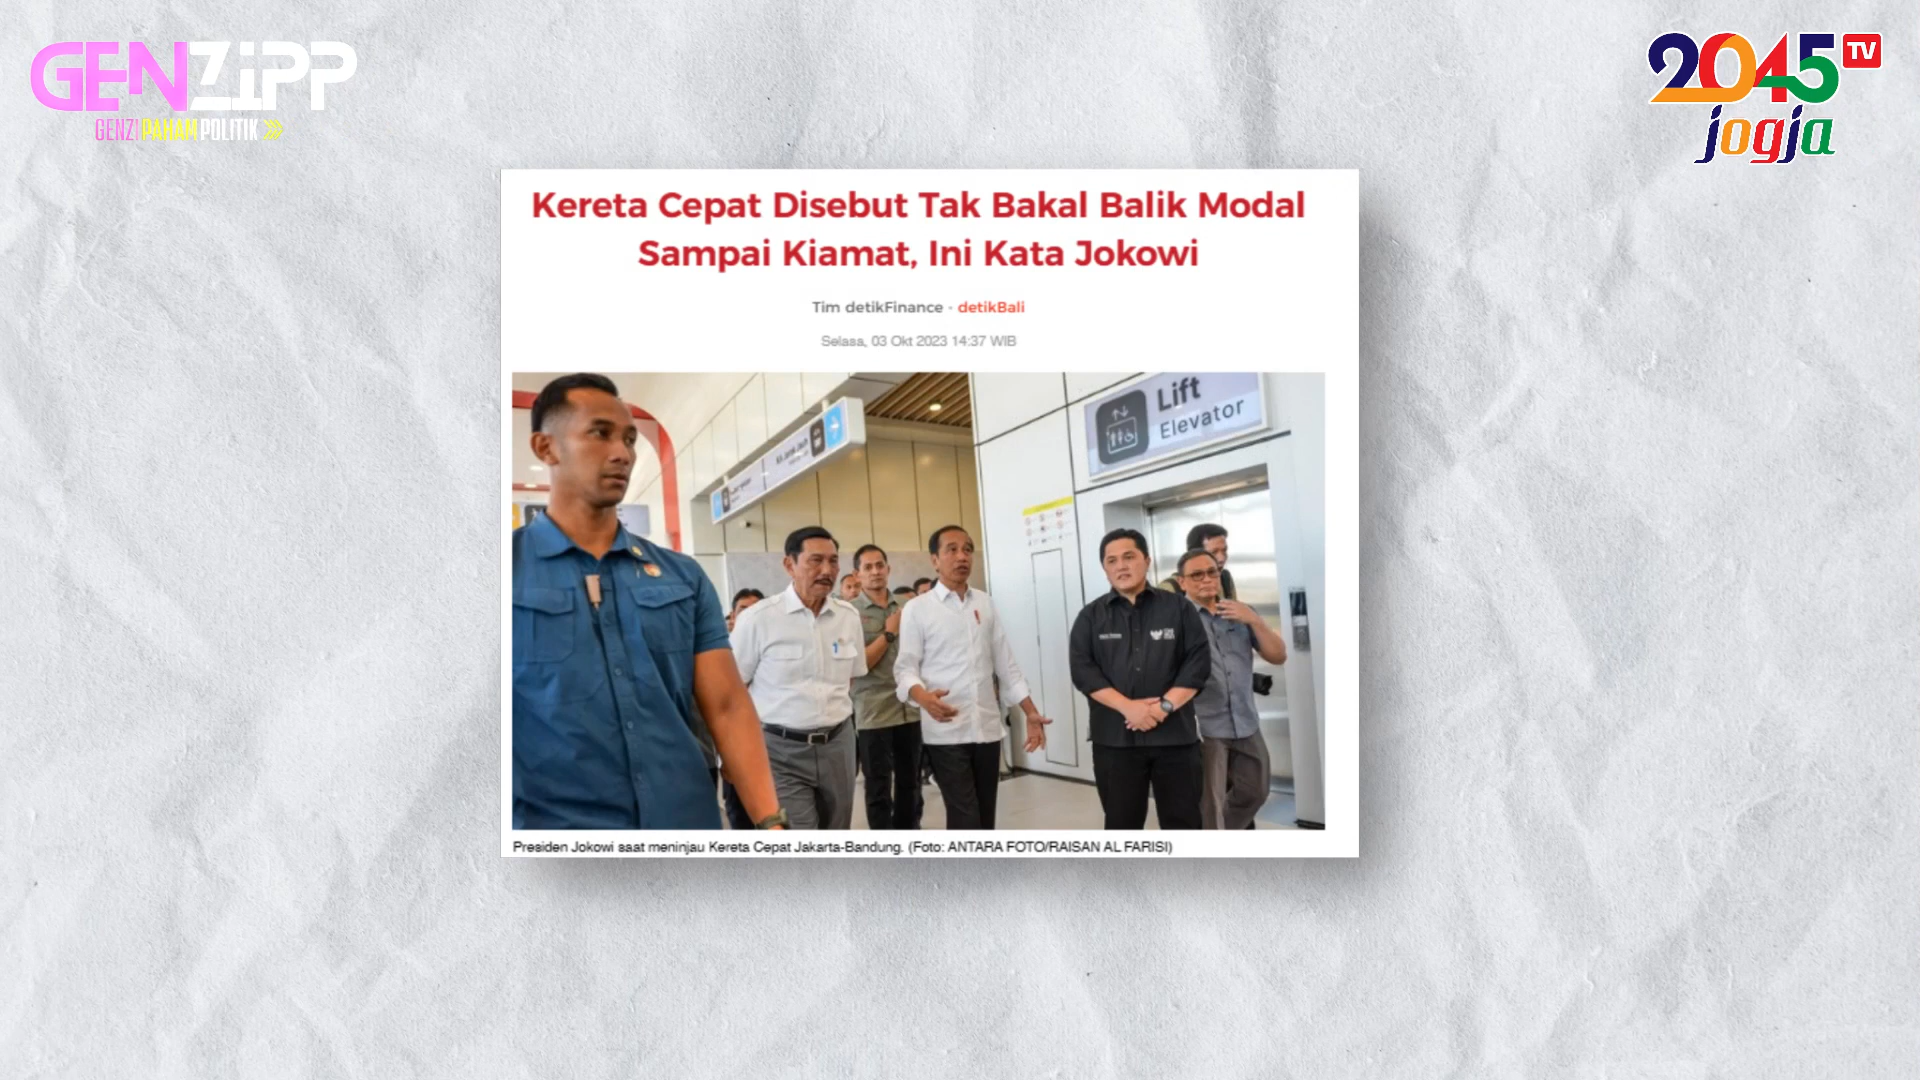 GENZIPP
GENZI PAHAM POLITIK
2045 TV
jogja
Kereta Cepat Disebut Tak Bakal Balik Modal
Sampai Kiamat, Ini Kata Jokowi
Tim detikFinance - detikBali
Selasa, 03 Okt 2023 14:37 WIB
Lift
Elevator
Presiden Jokowi saat meninjau Kereta Cepat Jakarta-Bandung. (Foto: ANTARA FOTO/RAISAN AL FARISI)